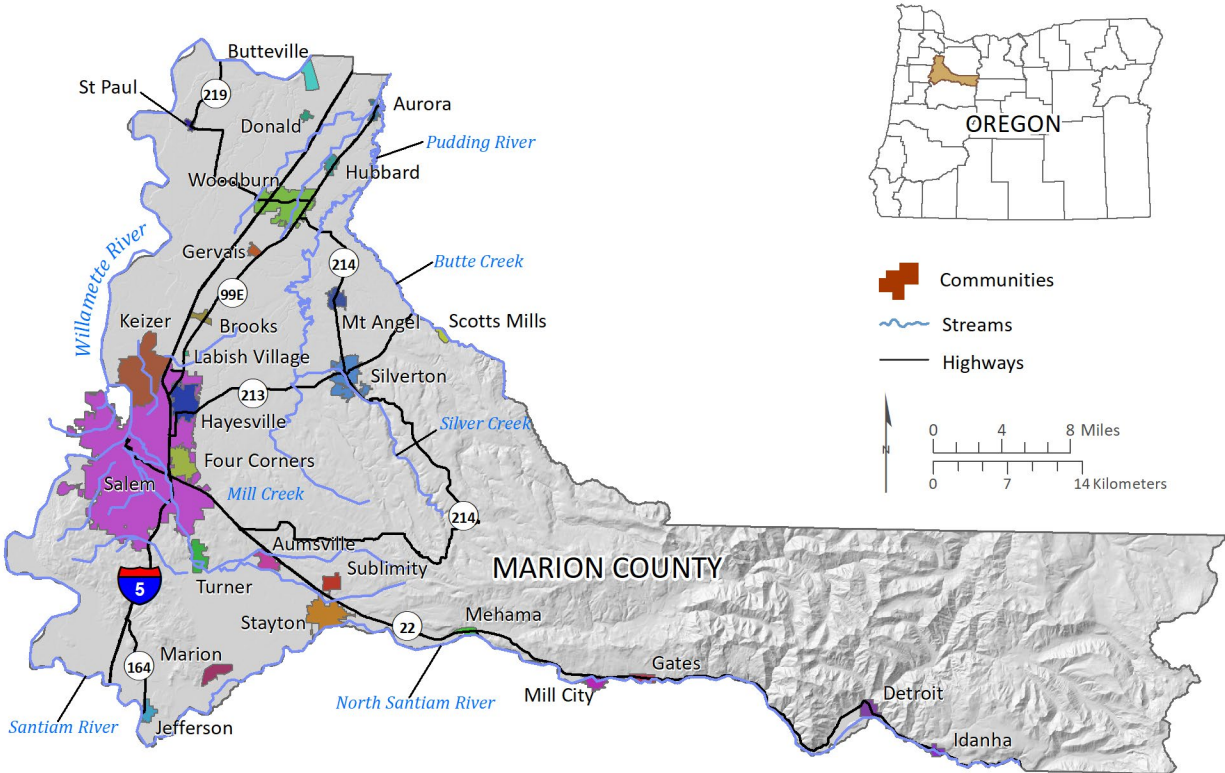 Butteville
St Paul
219
Donald
Aurora
Pudding River
Hubbard
Woodburn
Willamette River
Gervais
214
Butte Creek
99E
Keizer
Brooks
Mt Angel
Scotts Mills
Labish Village
Silverton
213
Hayesville
Silver Creek
Four Corners
Salem
Mill Creek
214
Aumsville
MARION COUNTY
Sublimity
5
Turner
Stayton
22
Mehama
Marion
164
Gates
Mill City
North Santiam River
Detroit
Santiam River
Jefferson
Idanha
OREGON
Communities
Streams
Highways
N
0 4 8 Miles
0 7 14 Kilometers